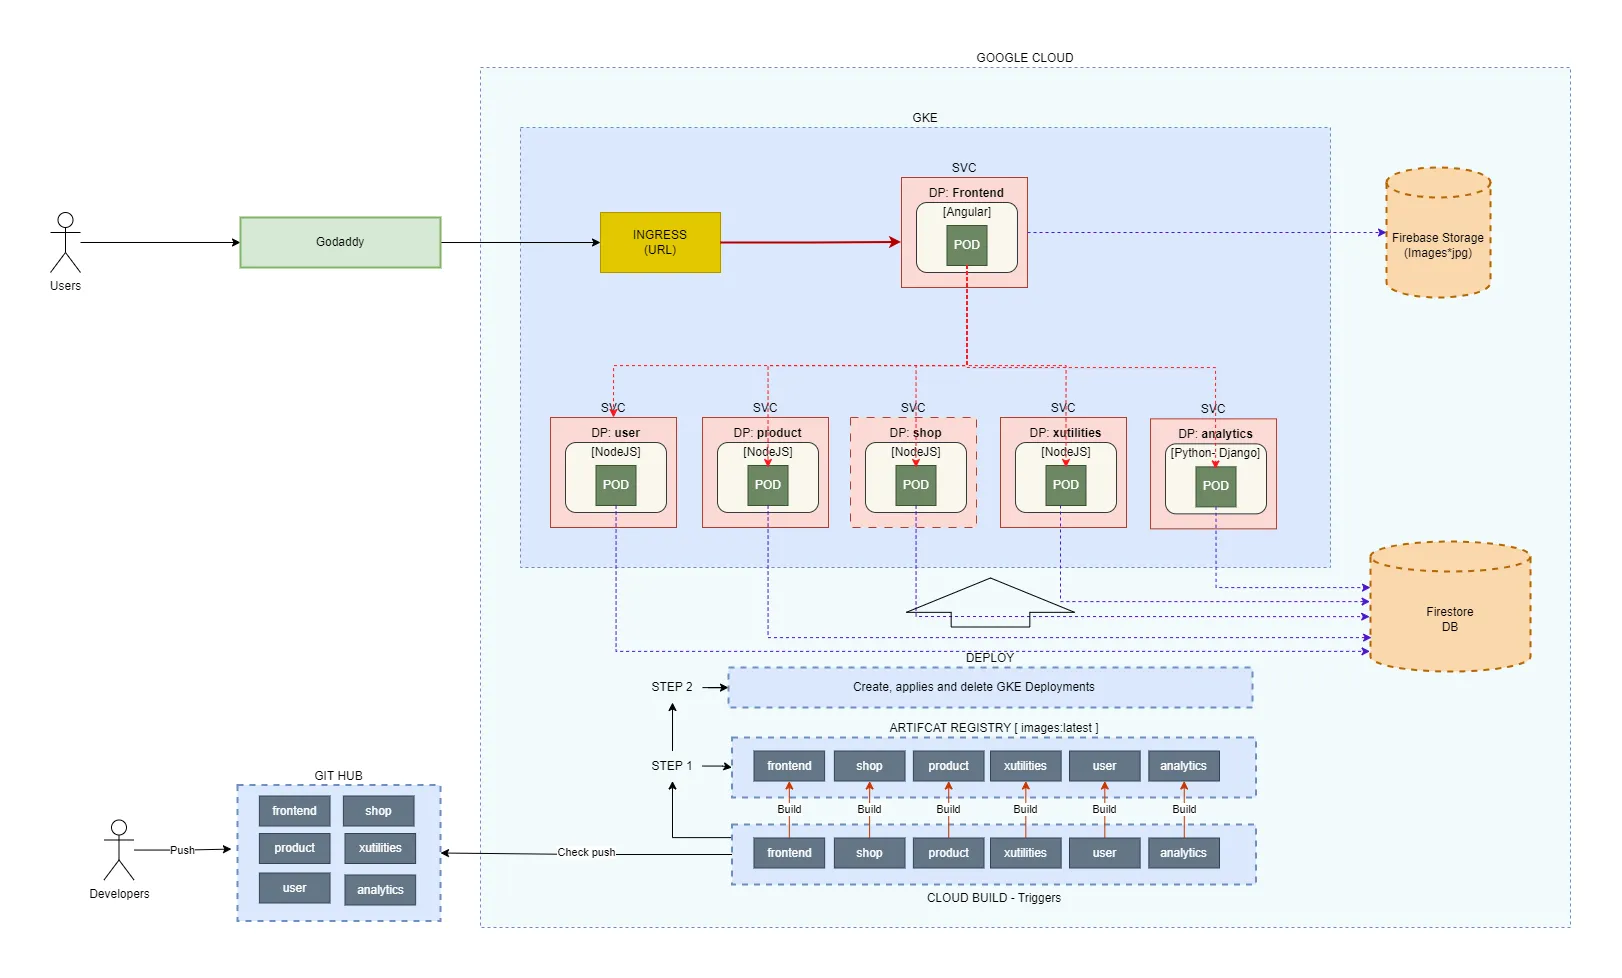 GOOGLE CLOUD
GKE
SVC
DP: Frontend
[Angular]
POD
Users
Godaddy
INGRESS
(URL)
Firebase Storage
(Images*jpg)
SVC
DP: user
[NodeJS]
POD
SVC
DP: product
[NodeJS]
POD
SVC
DP: shop
[NodeJS]
POD
SVC
DP: xutilities
[NodeJS]
POD
SVC
DP: analytics
[Python- Django]
POD
Firestore
DB
DEPLOY
STEP 2
Create, applies and delete GKE Deployments
ARTIFCAT REGISTRY [ images:latest ]
STEP 1
frontend
shop
product
xutilities
user
analytics
Build
Build
Build
Build
Build
Build
frontend
shop
product
xutilities
user
analytics
CLOUD BUILD - Triggers
Check push
GIT HUB
frontend
shop
product
xutilities
user
analytics
Push
Developers